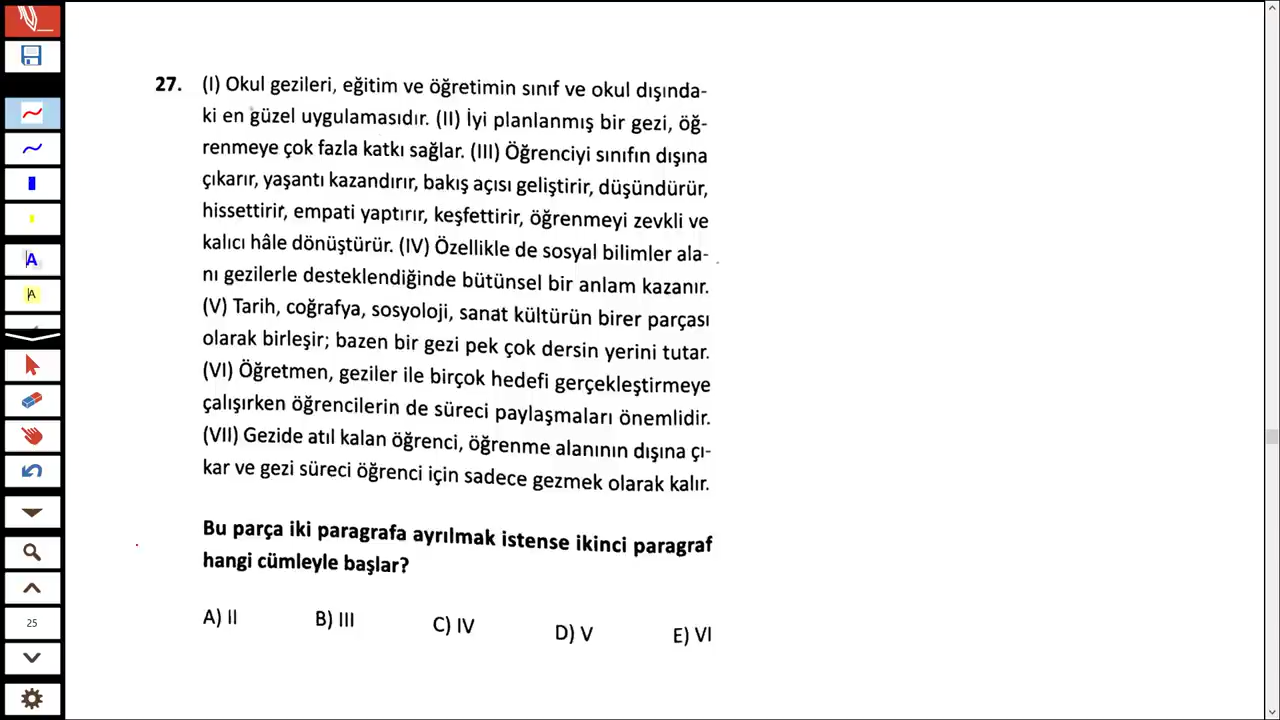 27. (I) Okul gezileri, eğitim ve öğretimin sınıf ve okul dışında-
ki en güzel uygulamasıdır. (II) İyi planlanmış bir gezi, öğ-
renmeye çok fazla katkı sağlar. (III) Öğrenciyi sınıfın dışına
çıkarır, yaşantı kazandırır, bakış açısı geliştirir, düşündürür,
hissettirir, empati yaptırır, keşfettirir, öğrenmeyi zevkli ve
kalıcı hâle dönüştürür. (IV) Özellikle de sosyal bilimler ala-
nı gezilerle desteklendiğinde bütünsel bir anlam kazanır.
(V) Tarih, coğrafya, sosyoloji, sanat kültürün birer parçası
olarak birleşir; bazen bir gezi pek çok dersin yerini tutar.
(VI) Öğretmen, geziler ile birçok hedefi gerçekleştirmeye
çalışırken öğrencilerin de süreci paylaşmaları önemlidir.
(VII) Gezide atıl kalan öğrenci, öğrenme alanının dışına çı-
kar ve gezi süreci öğrenci için sadece gezmek olarak kalır.
Bu parça iki paragrafa ayrılmak istense ikinci paragraf
hangi cümleyle başlar?
A) II B) III C) IV D) V E) VI
A
A
25